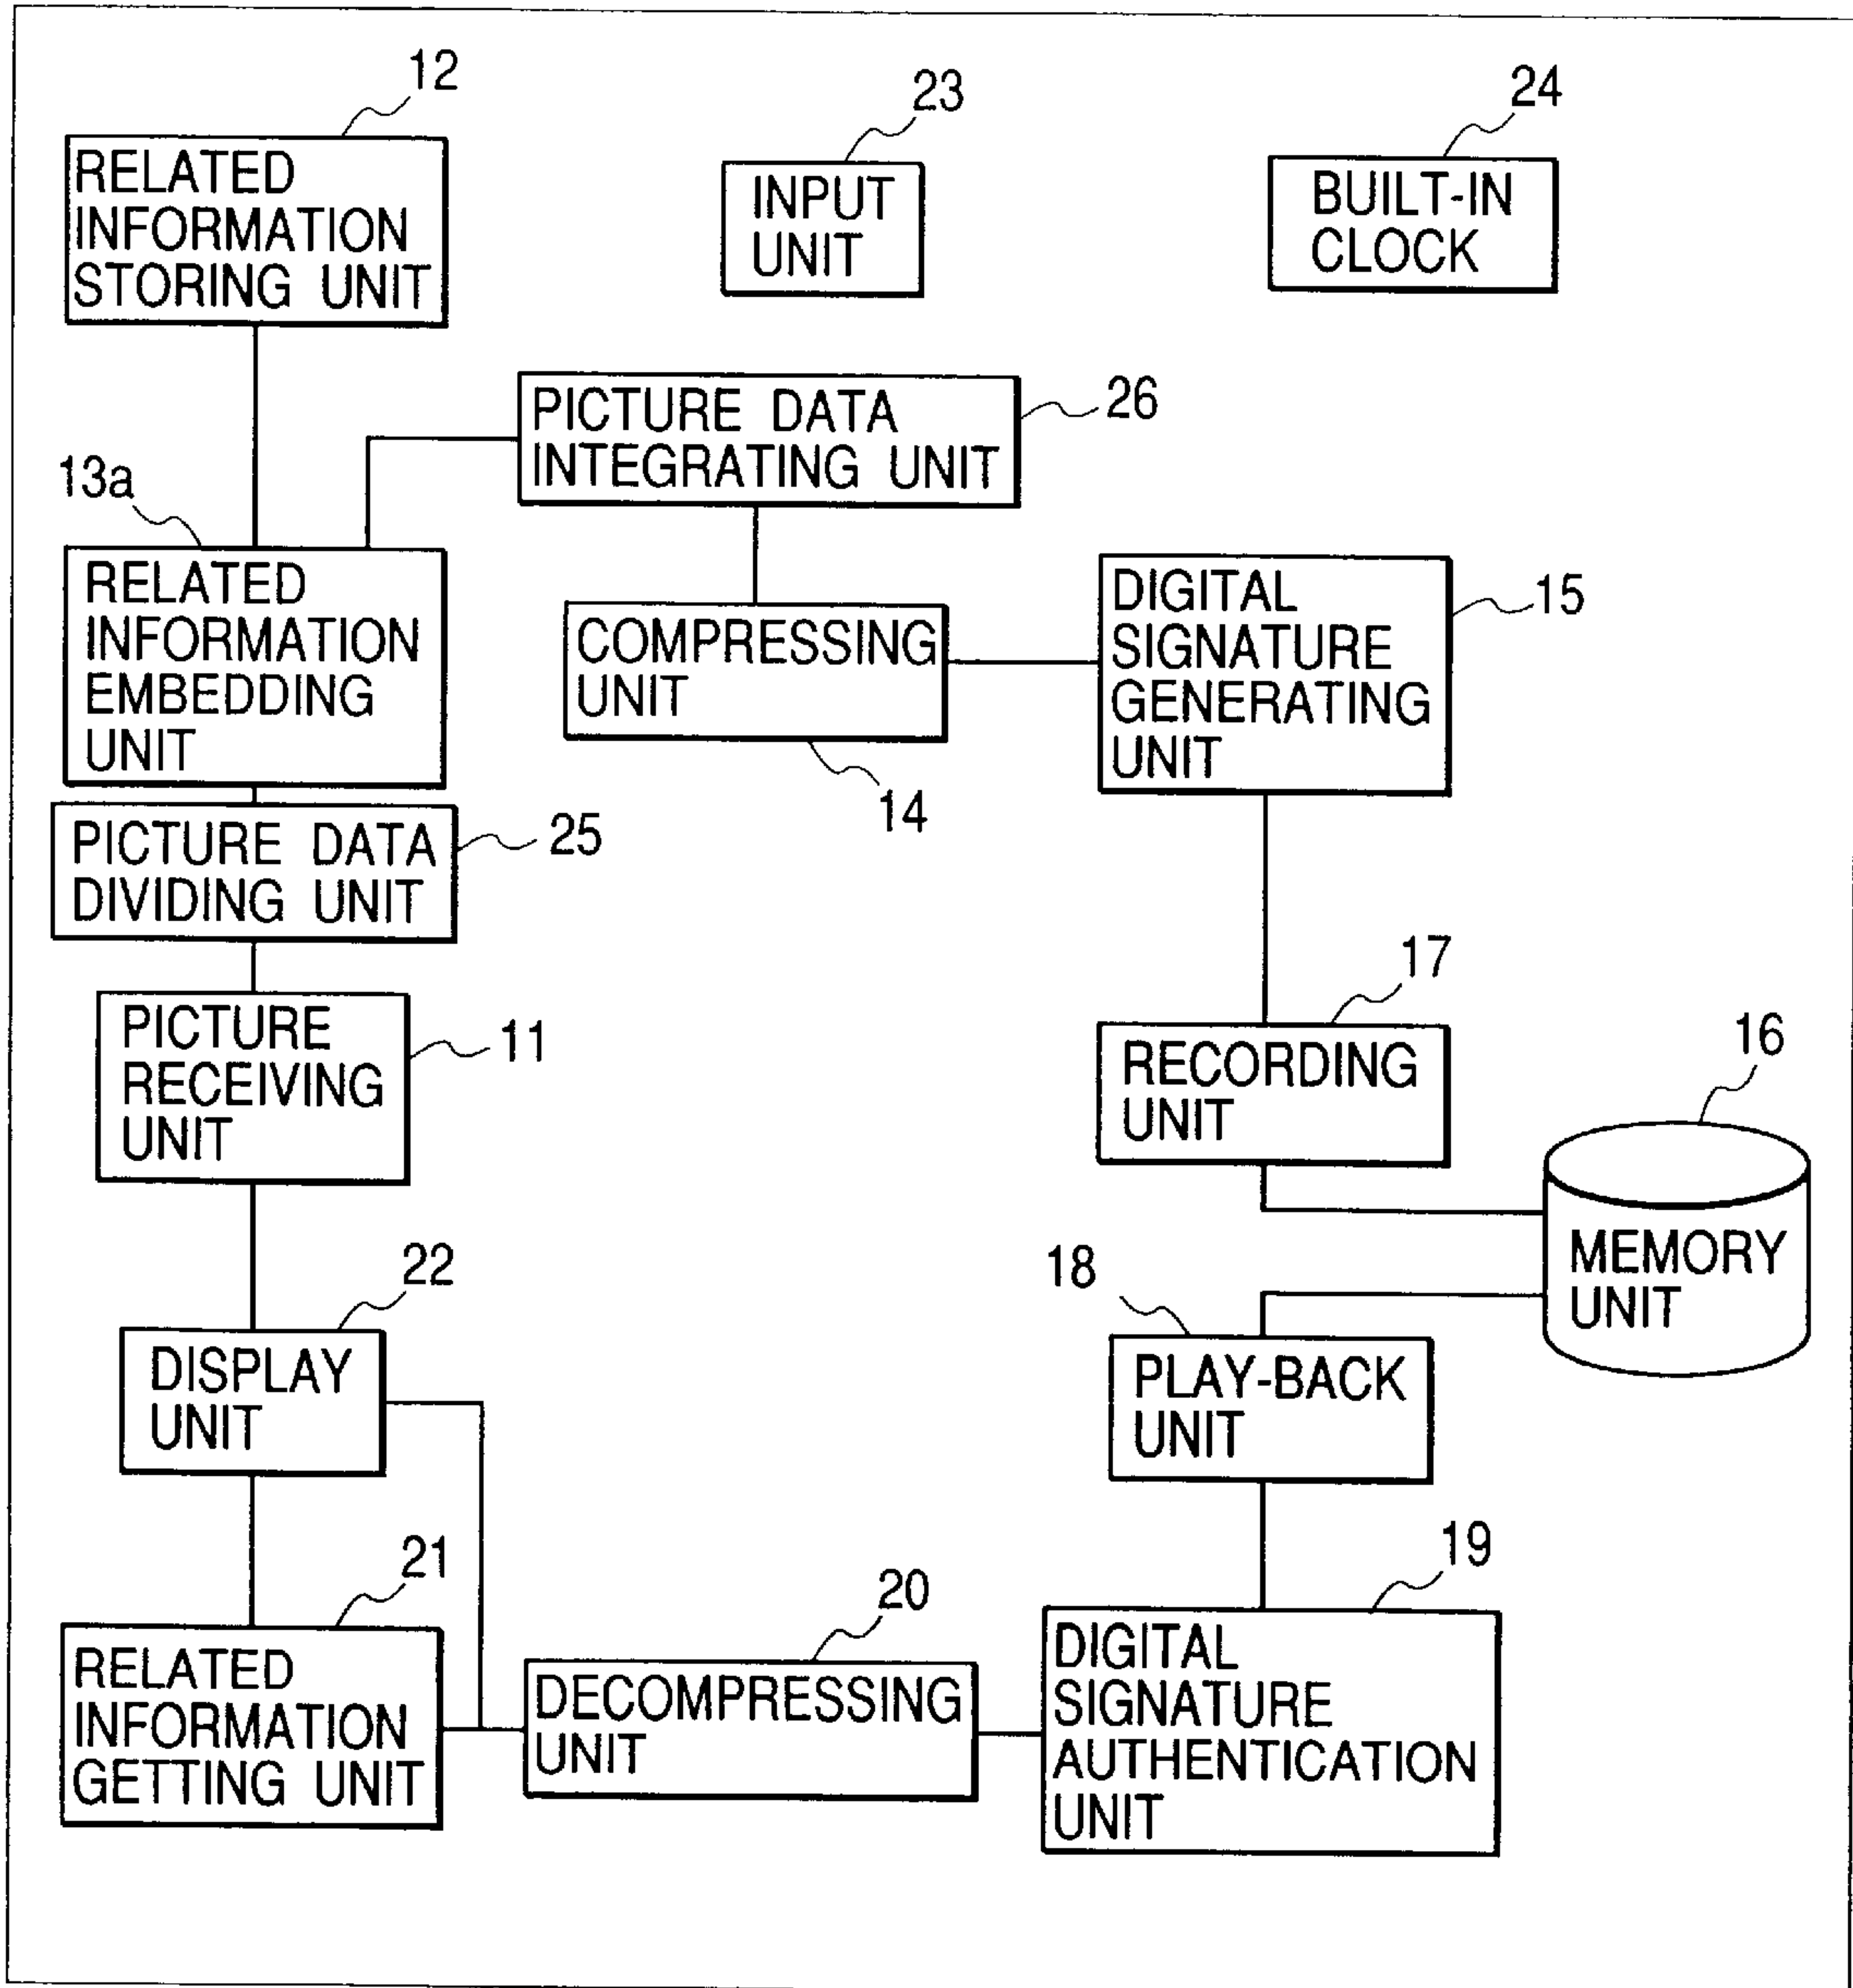 12
23
24
RELATED
INFORMATION
STORING UNIT
INPUT
UNIT
BUILT-IN
CLOCK
PICTURE DATA
INTEGRATING UNIT
26
13a
RELATED
INFORMATION
EMBEDDING
UNIT
COMPRESSING
UNIT
14
DIGITAL
SIGNATURE
GENERATING
UNIT
15
PICTURE DATA
DIVIDING UNIT
25
PICTURE
RECEIVING
UNIT
11
17
RECORDING
UNIT
16
MEMORY
UNIT
22
DISPLAY
UNIT
18
PLAY-BACK
UNIT
21
RELATED
INFORMATION
GETTING UNIT
20
DECOMPRESSING
UNIT
19
DIGITAL
SIGNATURE
AUTHENTICATION
UNIT